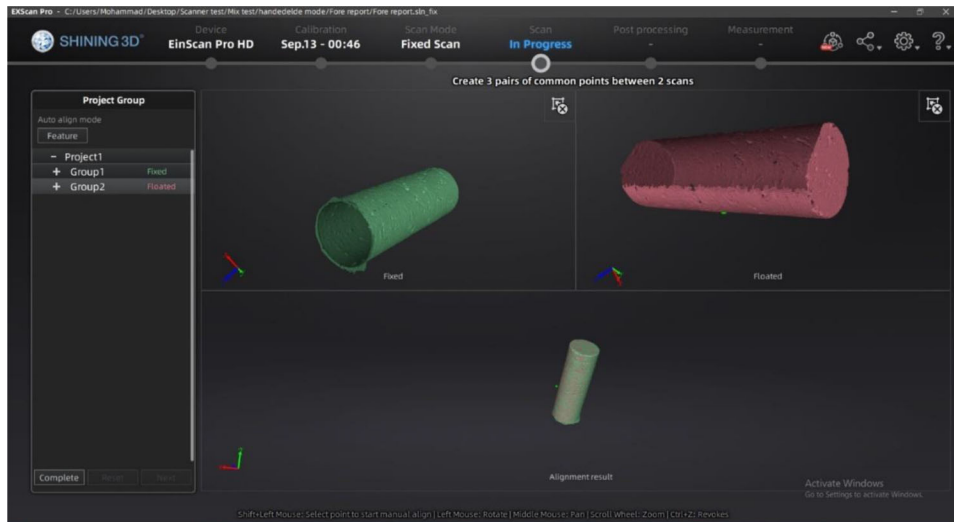 EXScan Pro - C:/Users/Mohammad/Desktop/Scanner test/Mix test/handedelde mode/Fore report/Fore report.sln_fix
SHINING 3D®
Device
EinScan Pro HD
Calibration
Sep.13 - 00:46
Scan Mode
Fixed Scan
Scan
In Progress
Post processing
-
Measurement
-
Create 3 pairs of common points between 2 scans
Project Group
Auto align mode
Feature
- Project1
+ Group1 Fixed
+ Group2 Floated
Fixed
Floated
Alignment result
Complete Reset Next
Activate Windows
Go to Settings to activate Windows.
Shift+Left Mouse: Select point to start manual align | Left Mouse: Rotate | Middle Mouse: Pan | Scroll Wheel: Zoom | Ctrl+Z: Revokes